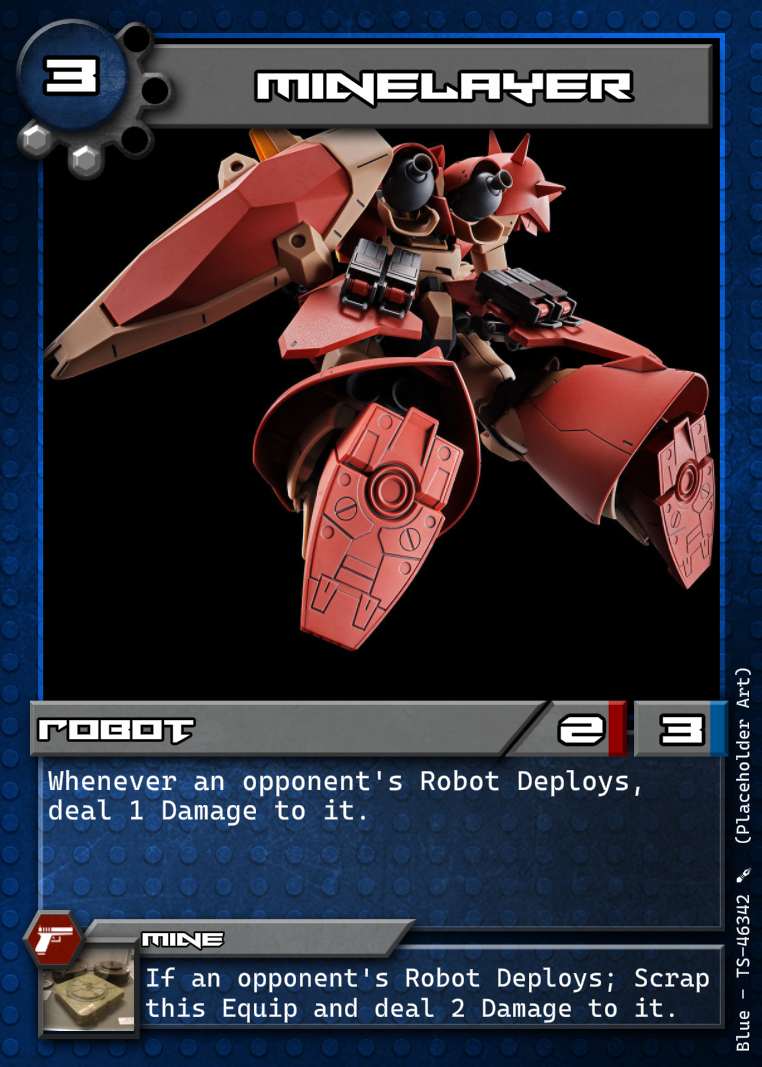 3
MINELAYER
ROBOT
2 3
Whenever an opponent's Robot Deploys,
deal 1 Damage to it.
MINE
If an opponent's Robot Deploys; Scrap
this Equip and deal 2 Damage to it.
Blue - TS-46342 ✒ (Placeholder Art)